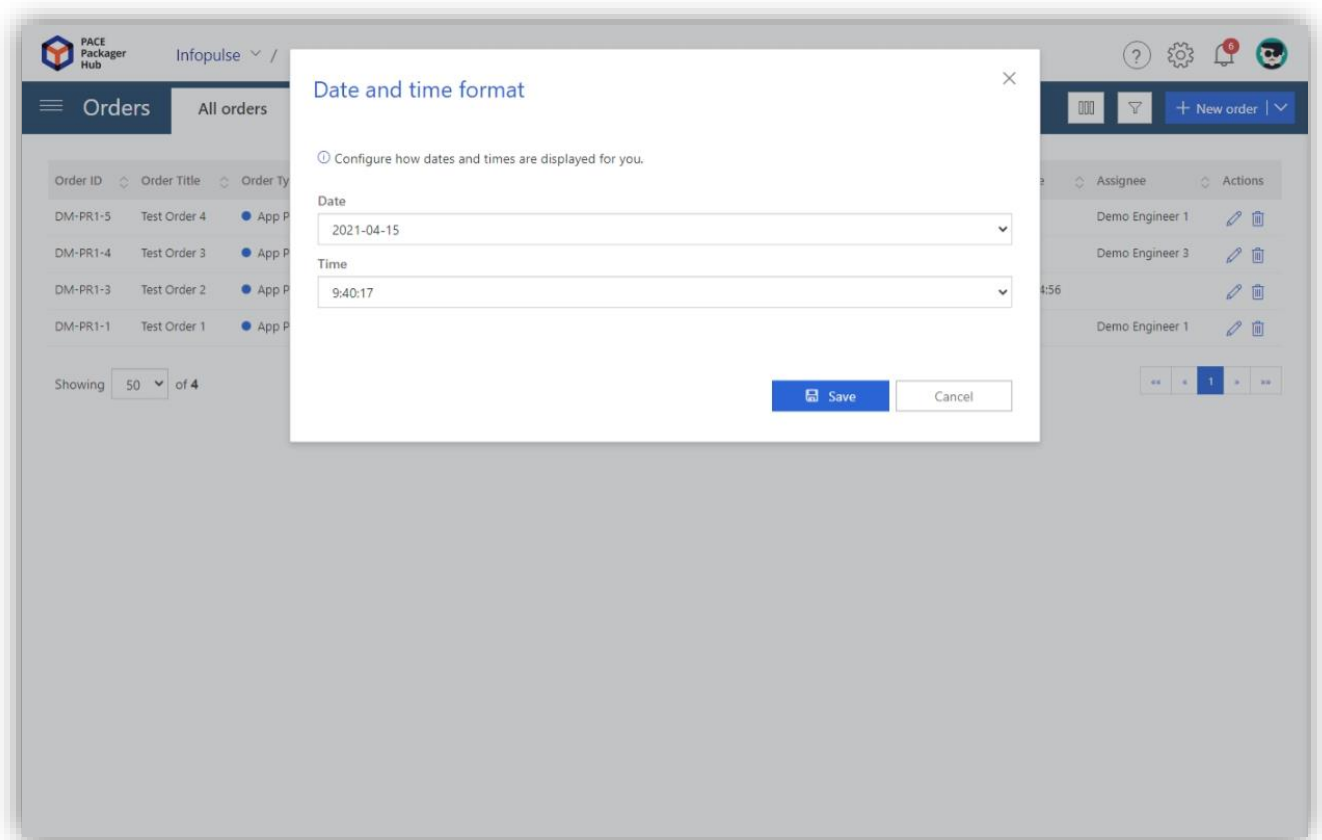 PACE
Packager
Hub
Infopulse /
6
Orders
All orders
+ New order
Date and time format
Configure how dates and times are displayed for you.
Date
2021-04-15
Time
9:40:17
Save Cancel
Order ID Order Title Order Ty Assignee Actions
DM-PR1-5 Test Order 4 App P Demo Engineer 1
DM-PR1-4 Test Order 3 App P Demo Engineer 3
DM-PR1-3 Test Order 2 App P 4:56
DM-PR1-1 Test Order 1 App P Demo Engineer 1
Showing 50 of 4
«« « 1 » »»